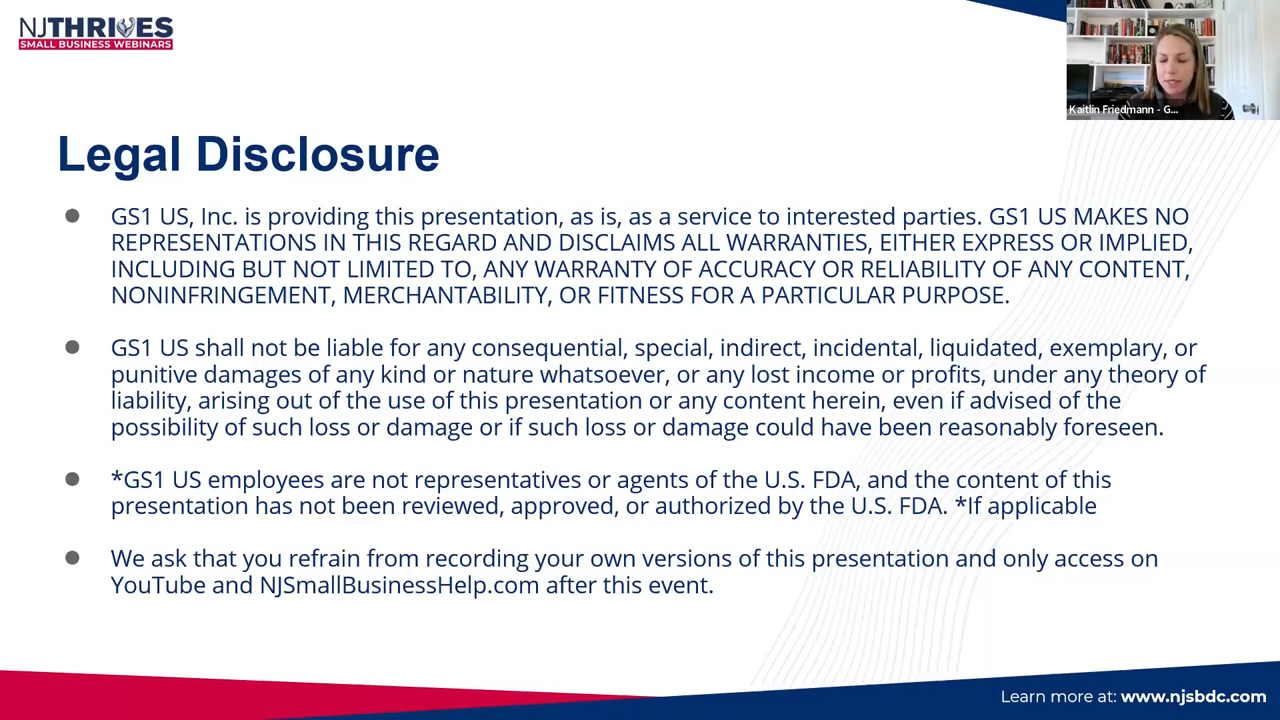 NJTHRIVES
SMALL BUSINESS WEBINARS
Kaitlin Friedmann - G...
Legal Disclosure
GS1 US, Inc. is providing this presentation, as is, as a service to interested parties. GS1 US MAKES NO
REPRESENTATIONS IN THIS REGARD AND DISCLAIMS ALL WARRANTIES, EITHER EXPRESS OR IMPLIED,
INCLUDING BUT NOT LIMITED TO, ANY WARRANTY OF ACCURACY OR RELIABILITY OF ANY CONTENT,
NONINFRINGEMENT, MERCHANTABILITY, OR FITNESS FOR A PARTICULAR PURPOSE.
GS1 US shall not be liable for any consequential, special, indirect, incidental, liquidated, exemplary, or
punitive damages of any kind or nature whatsoever, or any lost income or profits, under any theory of
liability, arising out of the use of this presentation or any content herein, even if advised of the
possibility of such loss or damage or if such loss or damage could have been reasonably foreseen.
*GS1 US employees are not representatives or agents of the U.S. FDA, and the content of this
presentation has not been reviewed, approved, or authorized by the U.S. FDA. *If applicable
We ask that you refrain from recording your own versions of this presentation and only access on
YouTube and NJSmallBusinessHelp.com after this event.
Learn more at: www.njsbdc.com